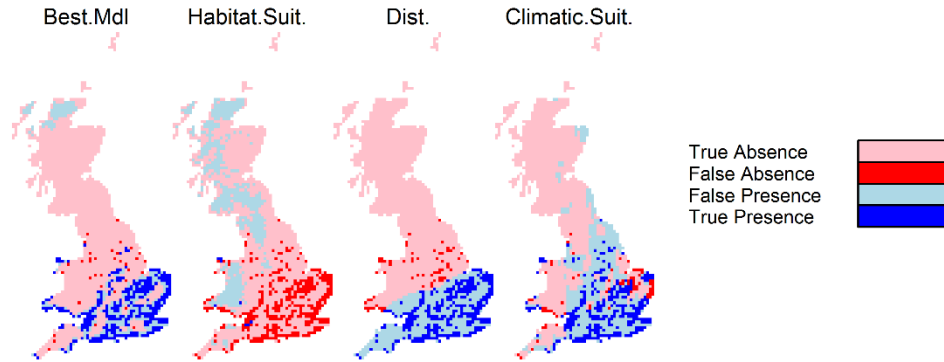 Best.Mdl Habitat.Suit. Dist. Climatic.Suit.
True Absence
False Absence
False Presence
True Presence